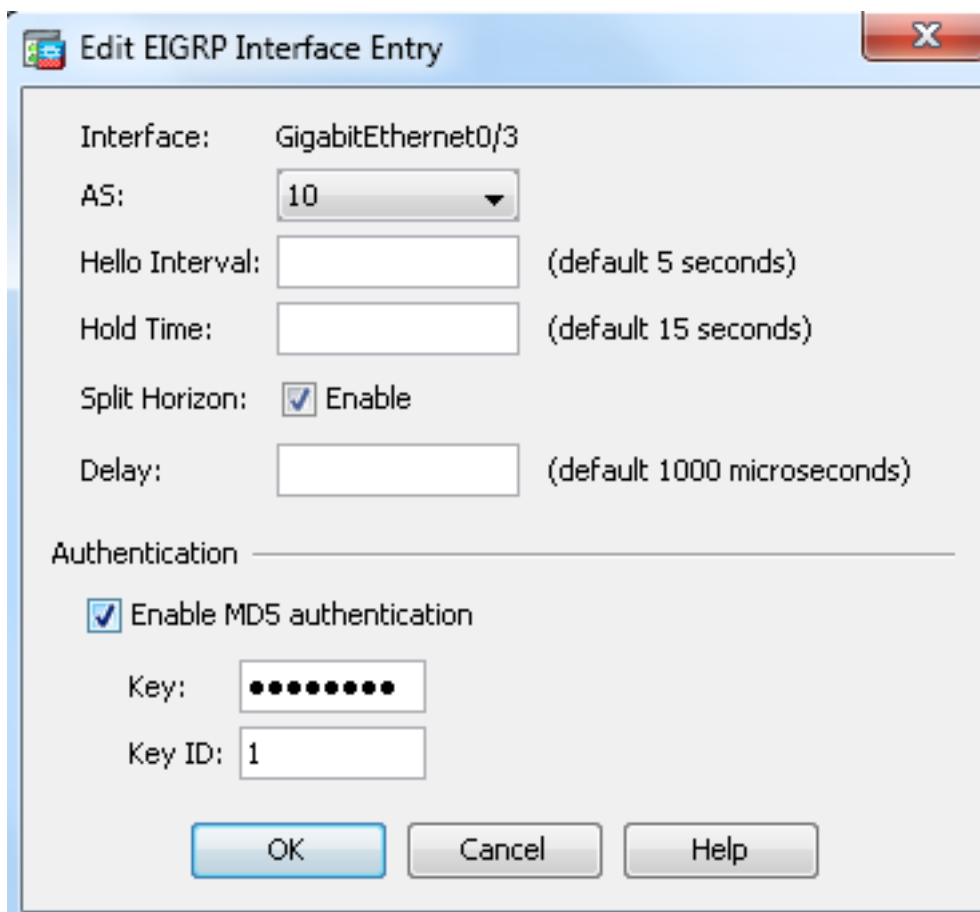 Edit EIGRP Interface Entry
Interface: GigabitEthernet0/3
AS: 10
Hello Interval: (default 5 seconds)
Hold Time: (default 15 seconds)
Split Horizon: Enable
Delay: (default 1000 microseconds)
Authentication
Enable MD5 authentication
Key: ●●●●●●●●
Key ID: 1
OK Cancel Help